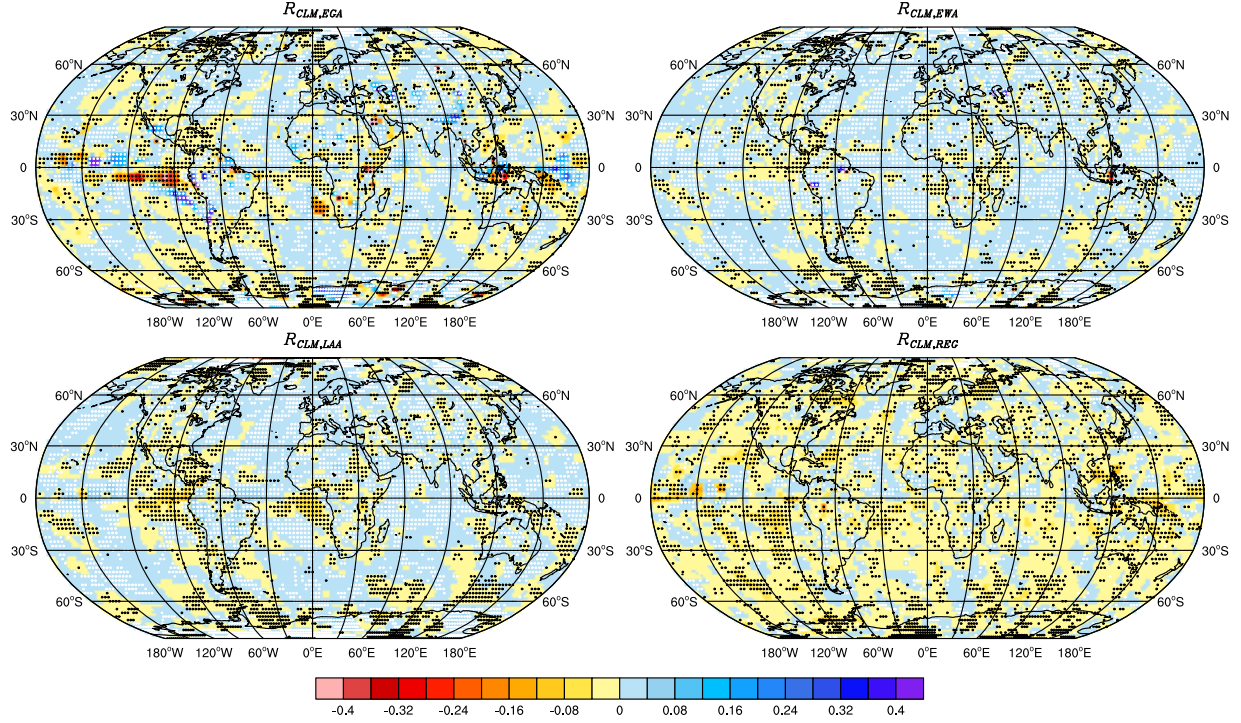 R_CLM,EGA R_CLM,EWA
60°N 60°N 60°N 60°N
30°N 30°N 30°N 30°N
0 0 0 0
30°S 30°S 30°S 30°S
60°S 60°S 60°S 60°S
180°W 120°W 60°W 0°E 60°E 120°E 180°E 180°W 120°W 60°W 0°E 60°E 120°E 180°E
R_CLM,LAA R_CLM,REG
60°N 60°N 60°N 60°N
30°N 30°N 30°N 30°N
0 0 0 0
30°S 30°S 30°S 30°S
60°S 60°S 60°S 60°S
180°W 120°W 60°W 0°E 60°E 120°E 180°E 180°W 120°W 60°W 0°E 60°E 120°E 180°E
-0.4 -0.32 -0.24 -0.16 -0.08 0 0.08 0.16 0.24 0.32 0.4